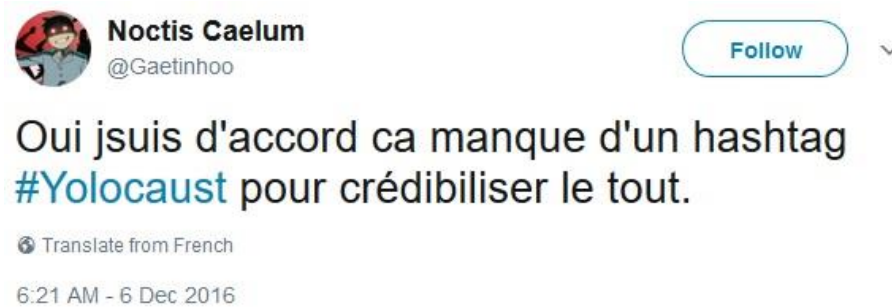 Noctis Caelum
@Gaetinhoo
Follow
Oui jsuis d'accord ca manque d'un hashtag
#Yolocaust pour crédibiliser le tout.
Translate from French
6:21 AM - 6 Dec 2016